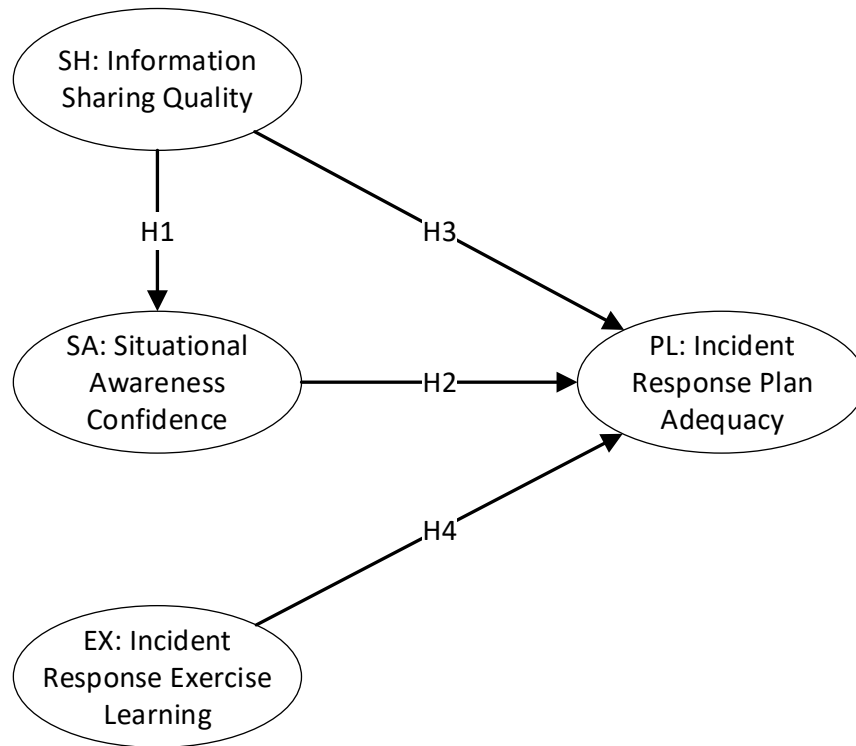 SH: Information
Sharing Quality
H1
H3
SA: Situational
Awareness
Confidence
H2
PL: Incident
Response Plan
Adequacy
H4
EX: Incident
Response Exercise
Learning